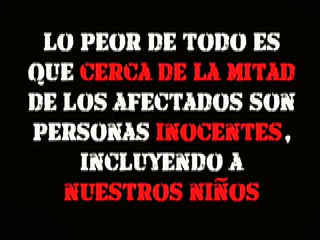 LO PEOR DE TODO ES
QUE CERCA DE LA MITAD
DE LOS AFECTADOS SON
PERSONAS INOCENTES,
INCLUYENDO A
NUESTROS NIÑOS